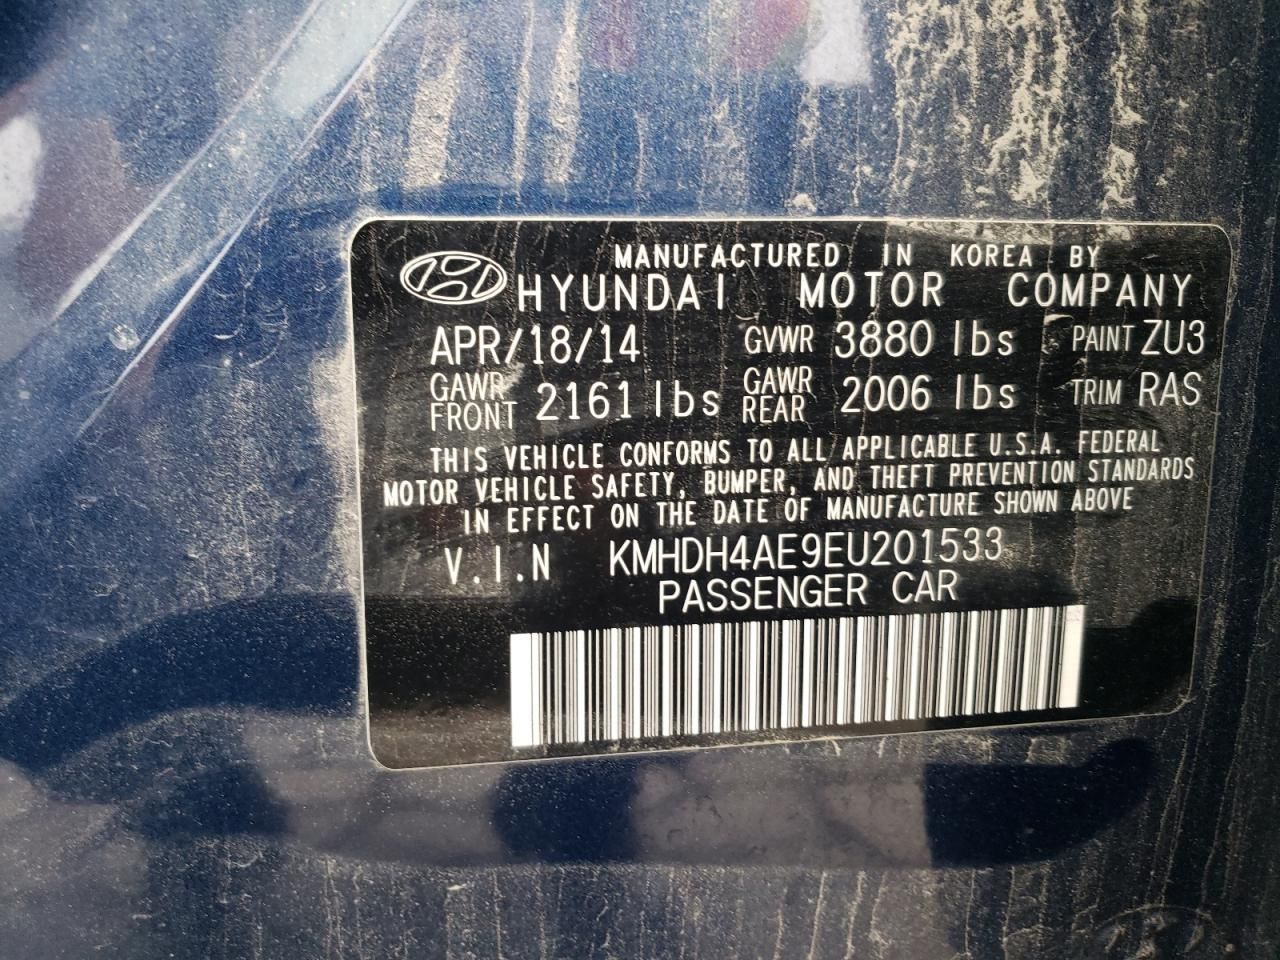 MANUFACTURED IN KOREA BY
HYUNDAI MOTOR COMPANY
APR/18/14 GVWR 3880 lbs PAINT ZU3
GAWR FRONT 2161 lbs GAWR REAR 2006 lbs TRIM RAS
THIS VEHICLE CONFORMS TO ALL APPLICABLE U.S.A. FEDERAL
MOTOR VEHICLE SAFETY, BUMPER, AND THEFT PREVENTION STANDARDS
IN EFFECT ON THE DATE OF MANUFACTURE SHOWN ABOVE
V.I.N KMHDH4AE9EU201533
PASSENGER CAR